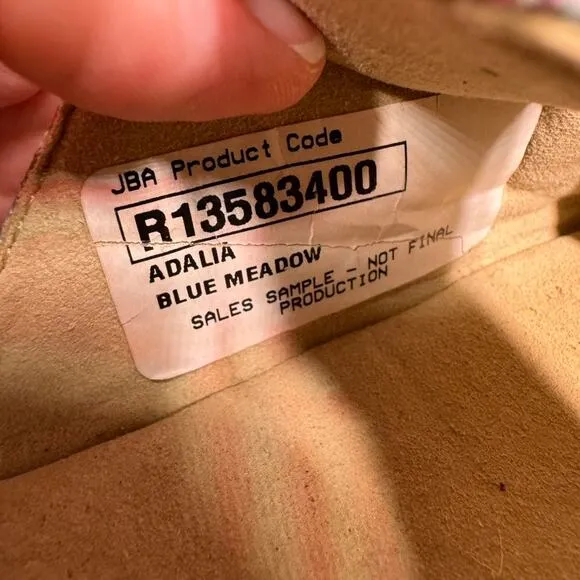 JBA Product Code
R13583400
ADALIA
BLUE MEADOW
SALES SAMPLE - NOT FINAL
PRODUCTION